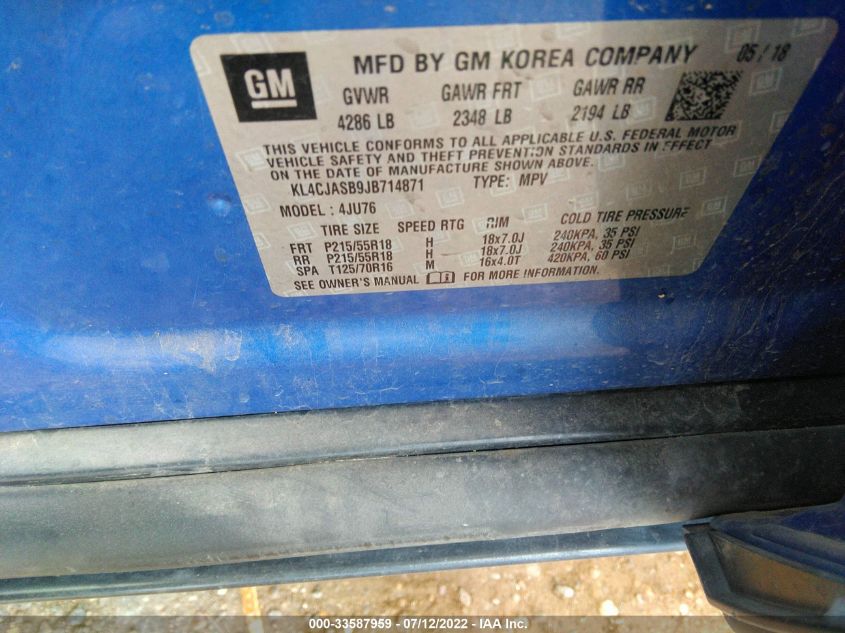 GM
MFD BY GM KOREA COMPANY 05/18
GVWR GAWR FRT GAWR RR
4286 LB 2348 LB 2194 LB
THIS VEHICLE CONFORMS TO ALL APPLICABLE U.S. FEDERAL MOTOR
VEHICLE SAFETY AND THEFT PREVENTION STANDARDS IN EFFECT
ON THE DATE OF MANUFACTURE SHOWN ABOVE.
KL4CJASB9JB714871 TYPE: MPV
MODEL: 4JU76
TIRE SIZE SPEED RTG RIM COLD TIRE PRESSURE
FRT P215/55R18 H 18x7.0J 240KPA, 35 PSI
RR P215/55R18 H 18x7.0J 240KPA, 35 PSI
SPA T125/70R16 M 16x4.0T 420KPA, 60 PSI
SEE OWNER'S MANUAL FOR MORE INFORMATION.
000-33587959 - 07/12/2022 - IAA Inc.